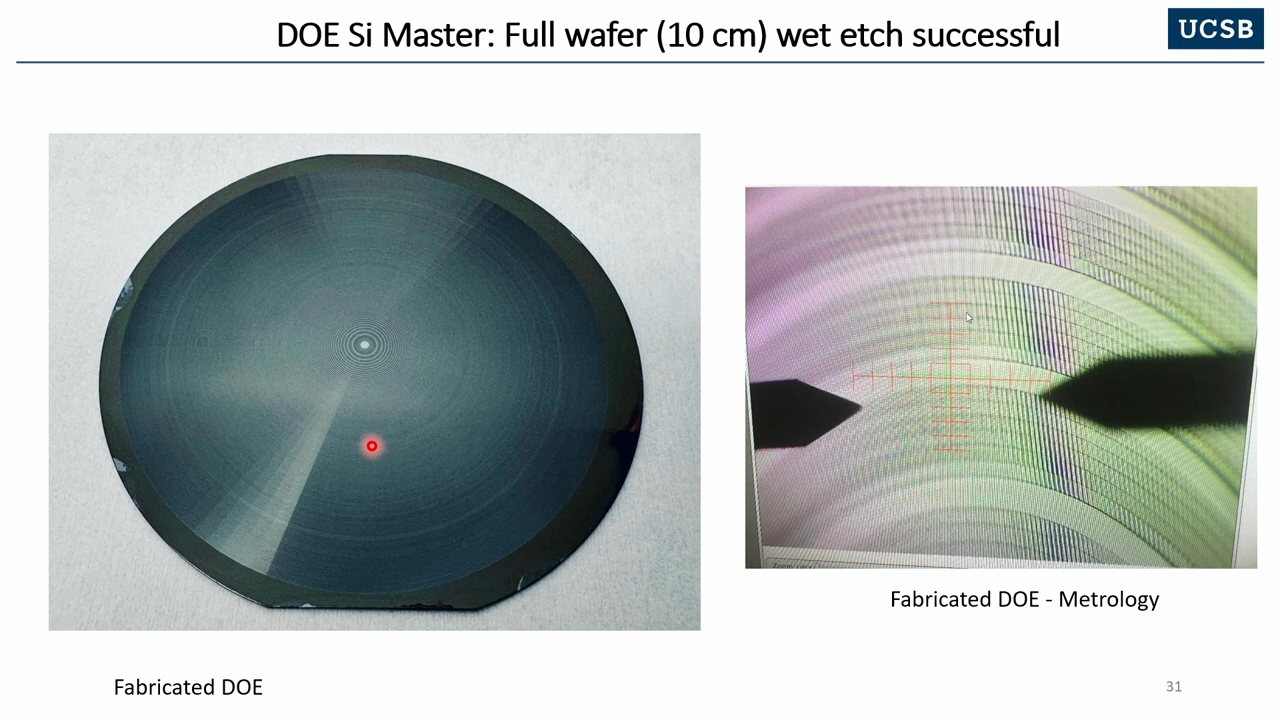 DOE Si Master: Full wafer (10 cm) wet etch successful
UCSB
Fabricated DOE - Metrology
Fabricated DOE
31